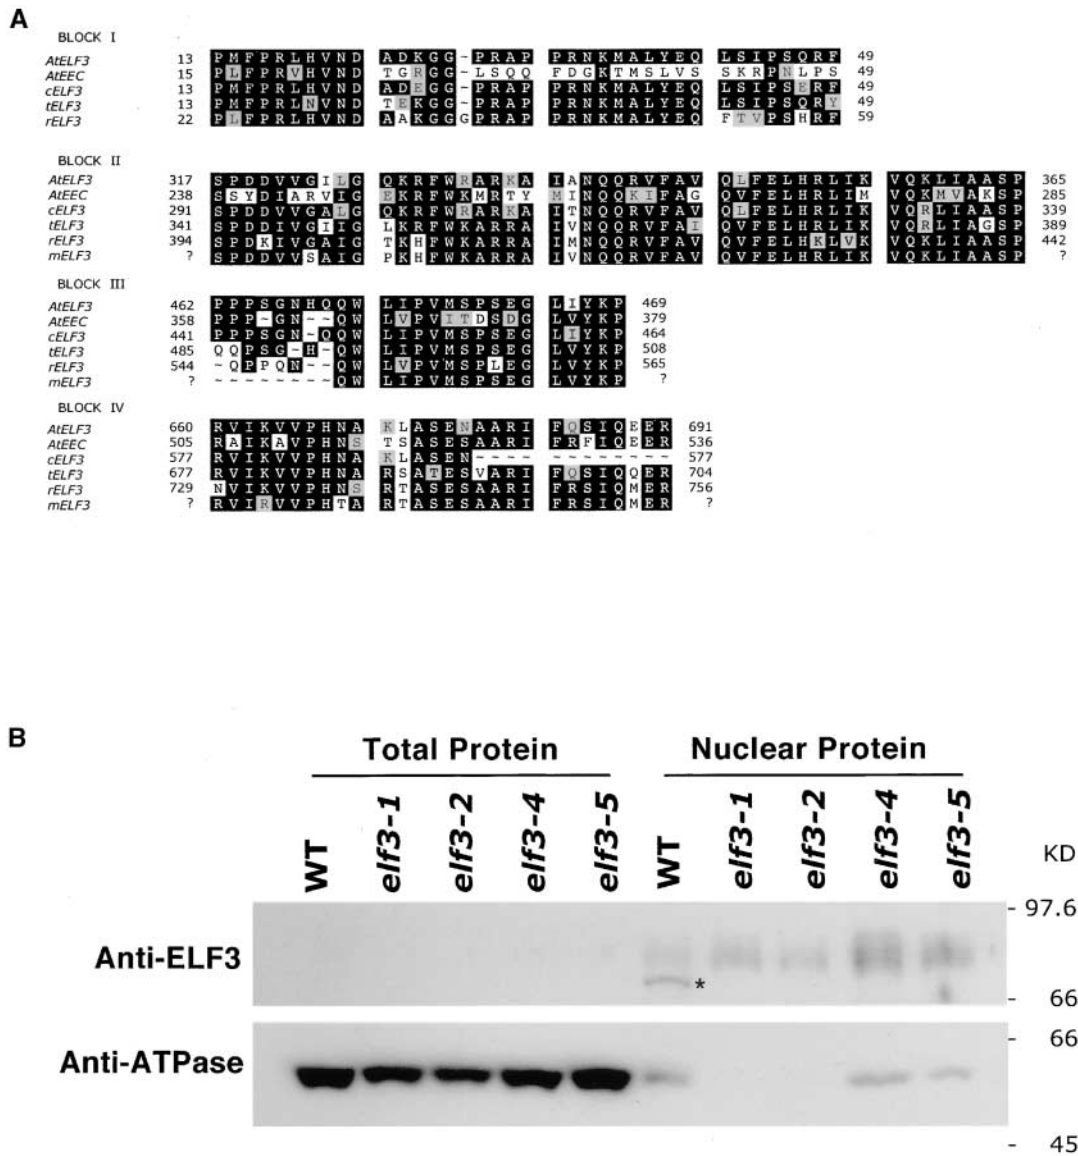 A
BLOCK I
AtELF3 13 PMFPRLHVND ADKGG~PRAP PRNKMALYEQ LSIPSQRF 49
AtEEC 15 PLFPRVHVND TGRGG~LSQQ FDGKTMSLVS SKRPSNLPS 49
cELF3 13 PMFPRLHVND ADEGG~PRAP PRNKMALYEQ LSIPSERF 49
tELF3 13 PMFPRLNVND TEKGG~PRAP PRNKMALYEQ LSIPSQRY 49
rELF3 22 PLFPRLHVND AAKGGGPRAP PRNKMALYEQ FTVPSHRF 59
BLOCK II
AtELF3 317 SPDDVVGILG QKRFWRARKA IANQQRVFAV QLFELHRLIK VQKLIAASP 365
AtEEC 238 SSYDIARVIG EKRFWKMRTY MINQQKIFAG QVFELHRLIM VQKMVAKSP 285
cELF3 291 SPDDVVGALG QKRFWRARKA ITNQQRVFAV QLFELHRLIK VQRLIAASP 339
tELF3 341 SPDDVVGIIG LKRFWKARRA IVNQQRVFAI QVFELHRLIK VQRLIAGSP 389
rELF3 394 SPDKIVGAIG TKHFWKARRA IMNQQRVFAV QVFELHKLVK VQKLIAASP 442
mELF3 ? SPDDVVSAIG PKHFWKARRA IVNQQRVFAV QVFELHRLIK VQKLIAASP ?
BLOCK III
AtELF3 462 PPPSGNHQQW LIPVMSPSEG LIYKP 469
AtEEC 358 PPP~GN~~QW LVPVITDSDG LVYKP 379
cELF3 441 PPPSGN~QQW LIPVMSPSEG LIYKP 464
tELF3 485 QQPSG~H~QW LIPVMSPSEG LVYKP 508
rELF3 544 ~QPPQN~~QW LVPVMSPLEG LVYKP 565
mELF3 ? ~~~~~~~~QW LIPVMSPSEG LVYKP ?
BLOCK IV
AtELF3 660 RVIKVVPHNA KLASENAARI FQSIQEER 691
AtEEC 505 RAIKAVPHNS TSASESAARI FRFIQEER 536
cELF3 577 RVIKVVPHNA KLASEN~~~~ ~~~~~~~~ 577
tELF3 677 RVIKVVPHNA RSATESVARI FQSIQQER 704
rELF3 729 NVIKVVPHNS RTASESAARI FRSIQMER 756
mELF3 ? RVIRVVPHTA RTASESAARI FRSIQMER ?
B
Total Protein Nuclear Protein
WT elf3-1 elf3-2 elf3-4 elf3-5 WT elf3-1 elf3-2 elf3-4 elf3-5
KD
- 97.6
Anti-ELF3
*
- 66
- 66
Anti-ATPase
- 45